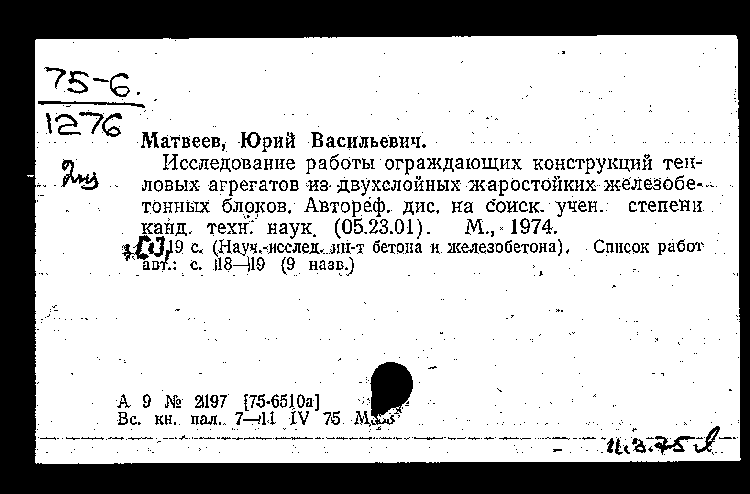 75-6.
1276
Матвеев, Юрий Васильевич.
Исследование работы ограждающих конструкций теп-
2лз
ловых агрегатов из двухслойных жаростойких железобе-
тонных блоков. Автореф. дис. на соиск. учен. степени
канд. техн. наук. (05.23.01). М., 1974.
[1], 19 с. (Науч.-исслед. ин-т бетона и железобетона). Список работ
авт.: с. 18—19 (9 назв.)
А 9 № 2197 [75-6510а]
Вс. кн. пал. 7—11 IV 75
11.3.75